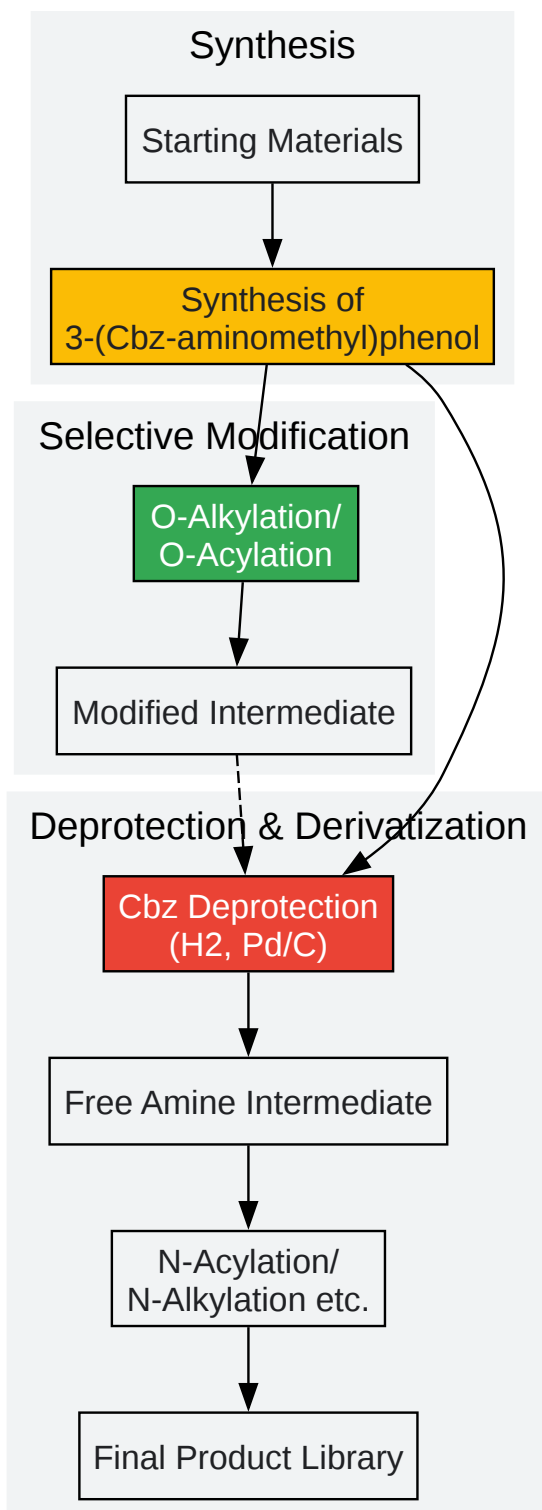 Synthesis
Starting Materials
Synthesis of
3-(Cbz-aminomethyl)phenol
Selective Modification
O-Alkylation/
O-Acylation
Modified Intermediate
Deprotection & Derivatization
Cbz Deprotection
(H2, Pd/C)
Free Amine Intermediate
N-Acylation/
N-Alkylation etc.
Final Product Library